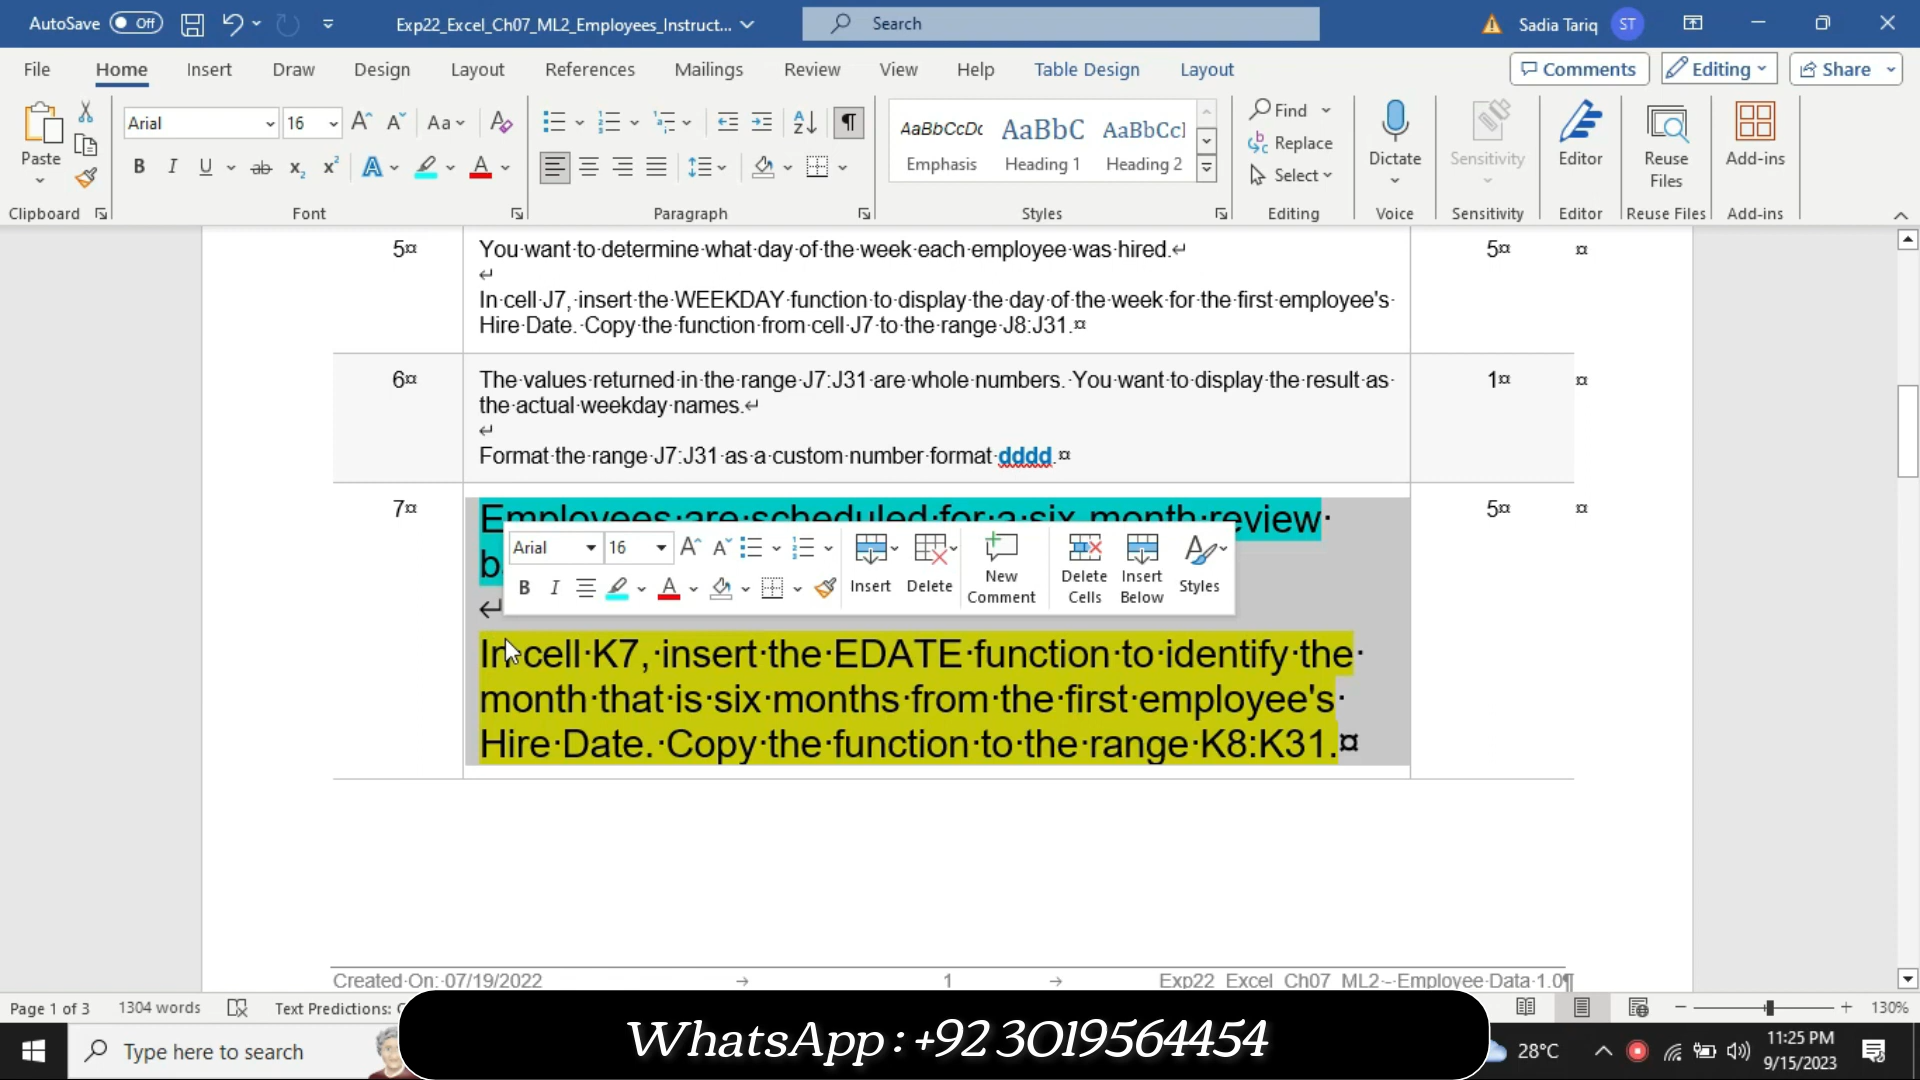 AutoSave Off Exp22_Excel_Ch07_ML2_Employees_Instruct... Search Sadia Tariq ST
File Home Insert Draw Design Layout References Mailings Review View Help Table Design Layout Comments Editing Share
Paste Arial 16 Aa AaBbCcDc AaBbC AaBbCcI Find Replace Select Dictate Sensitivity Editor Reuse Files Add-ins
B I U ab x₂ x² A A Emphasis Heading 1 Heading 2
Clipboard Font Paragraph Styles Editing Voice Sensitivity Editor Reuse Files Add-ins
5¤ You·want·to·determine·what·day·of·the·week·each·employee·was·hired.↵ 5¤ ¤
↵
In·cell·J7,·insert·the·WEEKDAY·function·to·display·the·day·of·the·week·for·the·first·employee's·
Hire·Date.··Copy·the·function·from·cell·J7·to·the·range·J8:J31.¤
6¤ The·values·returned·in·the·range·J7:J31·are·whole·numbers.··You·want·to·display·the·result·as· 1¤ ¤
the·actual·weekday·names.↵
↵
Format·the·range·J7:J31·as·a·custom·number·format·dddd.¤
7¤ Employees·are·scheduled·for·a·six·month·review· 5¤ ¤
Arial 16 Insert Delete New Comment Delete Cells Insert Below Styles
B I A
↵
In·cell·K7,·insert·the·EDATE·function·to·identify·the·
month·that·is·six·months·from·the·first·employee's·
Hire·Date.··Copy·the·function·to·the·range·K8:K31.¤
Created·On:·07/19/2022 → 1 → Exp22_Excel_Ch07_ML2·-·Employee·Data·1.0¶
Page 1 of 3 1304 words Text Predictions: 130%
WhatsApp : +92 3019564454
Type here to search 28°C 11:25 PM
9/15/2023